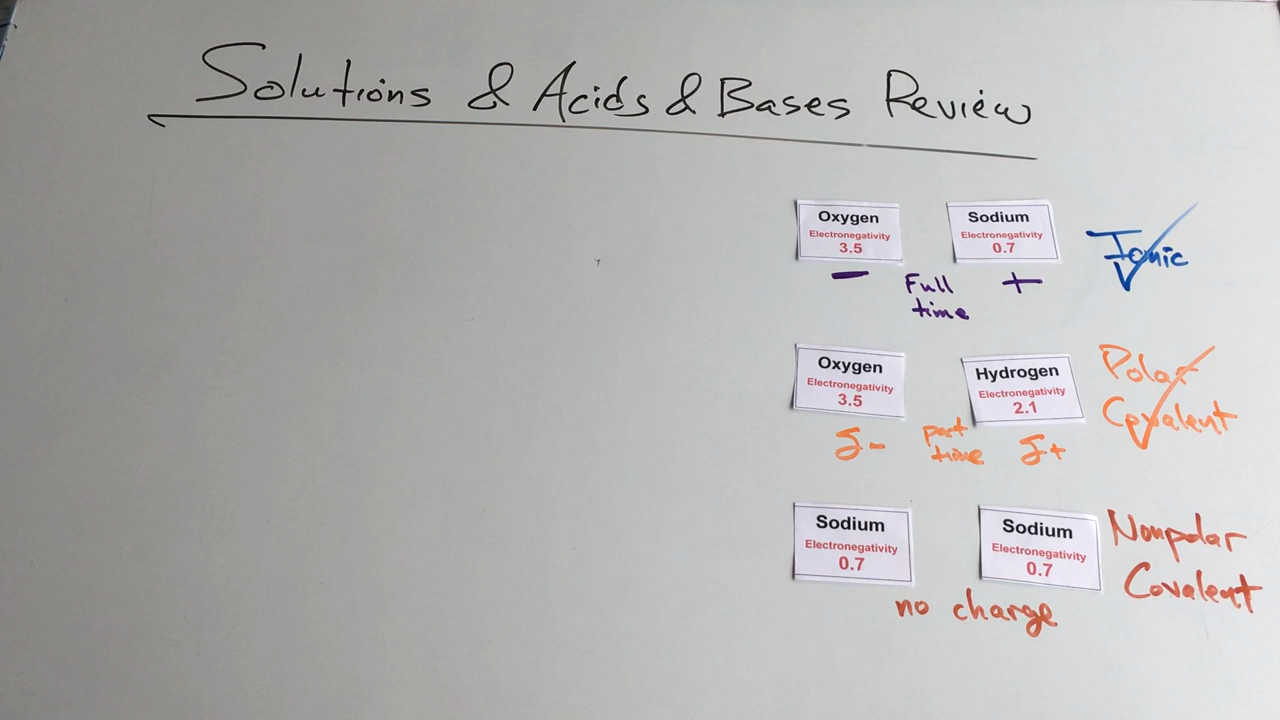 Solutions & Acids & Bases Review
Oxygen
Electronegativity
3.5
Sodium
Electronegativity
0.7
Ionic
–
Full
time
+
Oxygen
Electronegativity
3.5
Hydrogen
Electronegativity
2.1
Polar
Covalent
δ-
part
time
δ+
Sodium
Electronegativity
0.7
Sodium
Electronegativity
0.7
Nonpolar
Covalent
no charge